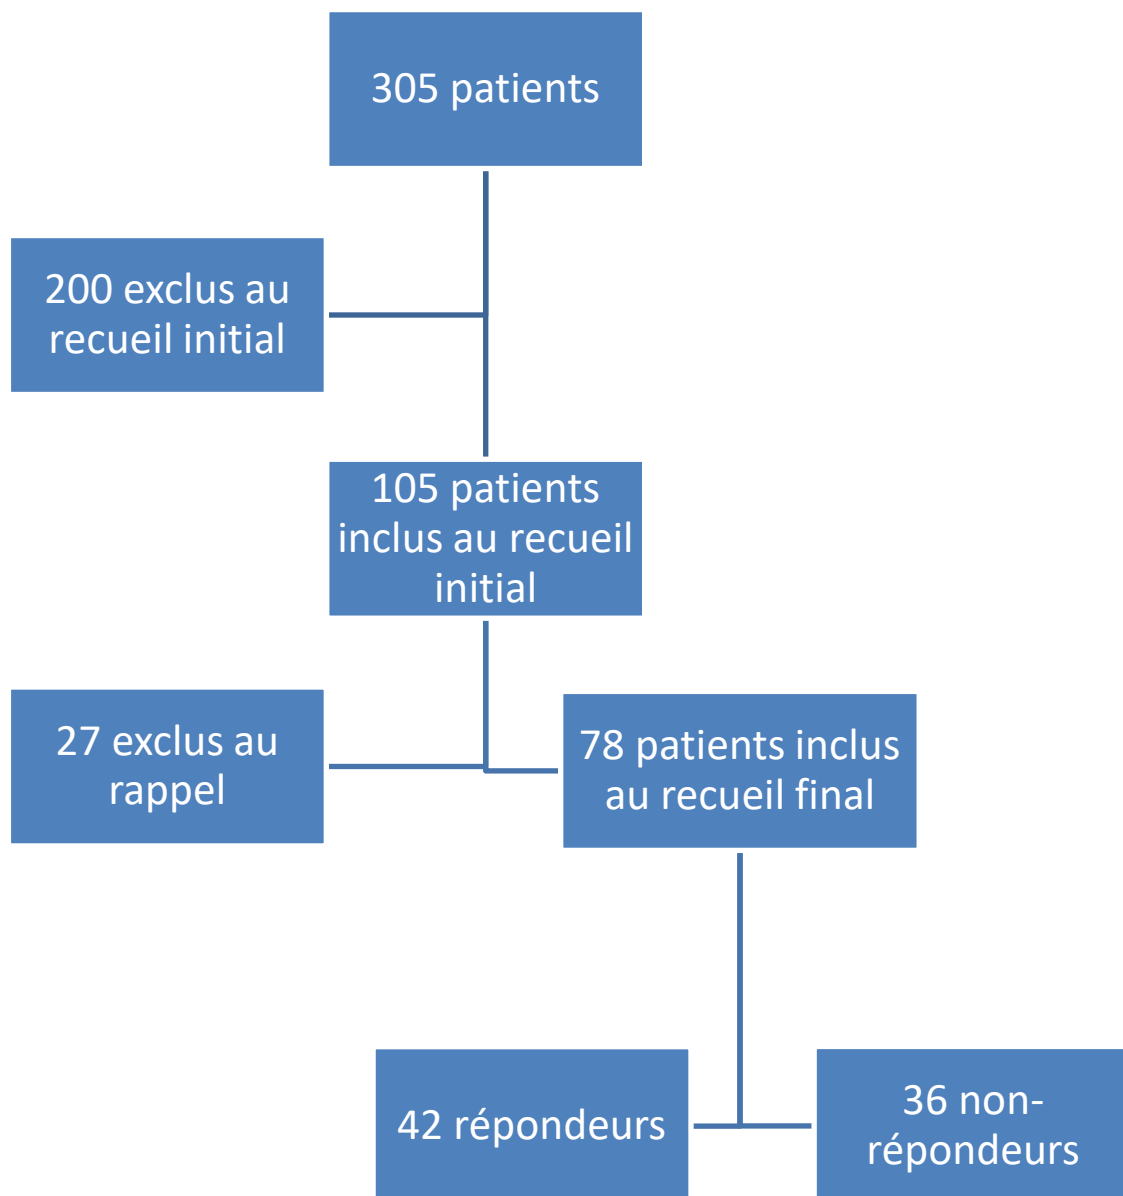 305 patients
200 exclus au
recueil initial
105 patients
inclus au recueil
initial
27 exclus au
rappel
78 patients inclus
au recueil final
42 répondeurs
36 non-
répondeurs